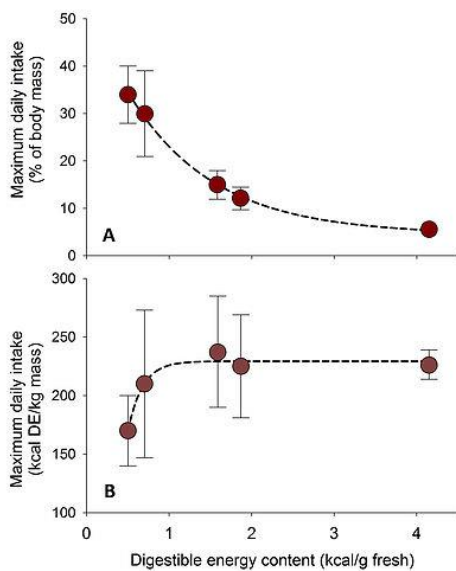 Maximum daily intake
(% of body mass)
50
40
30
20
10
0
A
Maximum daily intake
(kcal DE/kg mass)
300
250
200
150
100
B
0 1 2 3 4
Digestible energy content (kcal/g fresh)